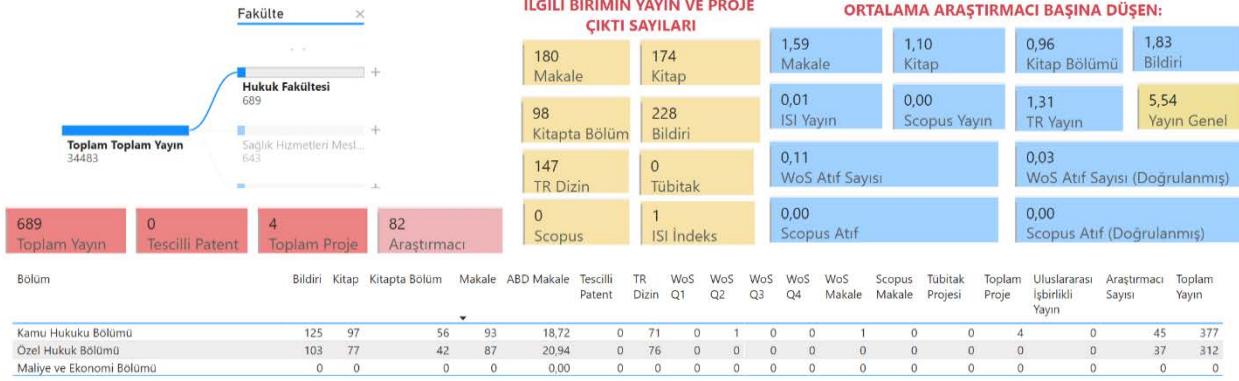 Fakülte
Hukuk Fakültesi
689
Toplam Toplam Yayın
34483
Sağlık Hizmetleri Mesl...
643
689
Toplam Yayın
0
Tescilli Patent
4
Toplam Proje
82
Araştırmacı
İLGİLİ BİRİMİN YAYIN VE PROJE
ÇIKTI SAYILARI
180
Makale
174
Kitap
98
Kitapta Bölüm
228
Bildiri
147
TR Dizin
0
Tübitak
0
Scopus
1
ISI İndeks
ORTALAMA ARAŞTIRMACI BAŞINA DÜŞEN:
1,59
Makale
1,10
Kitap
0,96
Kitap Bölümü
1,83
Bildiri
0,01
ISI Yayın
0,00
Scopus Yayın
1,31
TR Yayın
5,54
Yayın Genel
0,11
WoS Atıf Sayısı
0,03
WoS Atıf Sayısı (Doğrulanmış)
0,00
Scopus Atıf
0,00
Scopus Atıf (Doğrulanmış)
Bölüm Bildiri Kitap Kitapta Bölüm Makale ABD Makale Tescilli TR WoS WoS WoS WoS WoS Scopus Tübitak Toplam Uluslararası Araştırmacı Toplam
Patent Dizin Q1 Q2 Q3 Q4 Makale Makale Projesi Proje İşbirlikli Sayısı Yayın
Yayın
Kamu Hukuku Bölümü 125 97 56 93 18,72 0 71 0 1 0 0 1 0 0 4 0 45 377
Özel Hukuk Bölümü 103 77 42 87 20,94 0 76 0 0 0 0 0 0 0 0 0 37 312
Maliye ve Ekonomi Bölümü 0 0 0 0 0,00 0 0 0 0 0 0 0 0 0 0 0 0 0